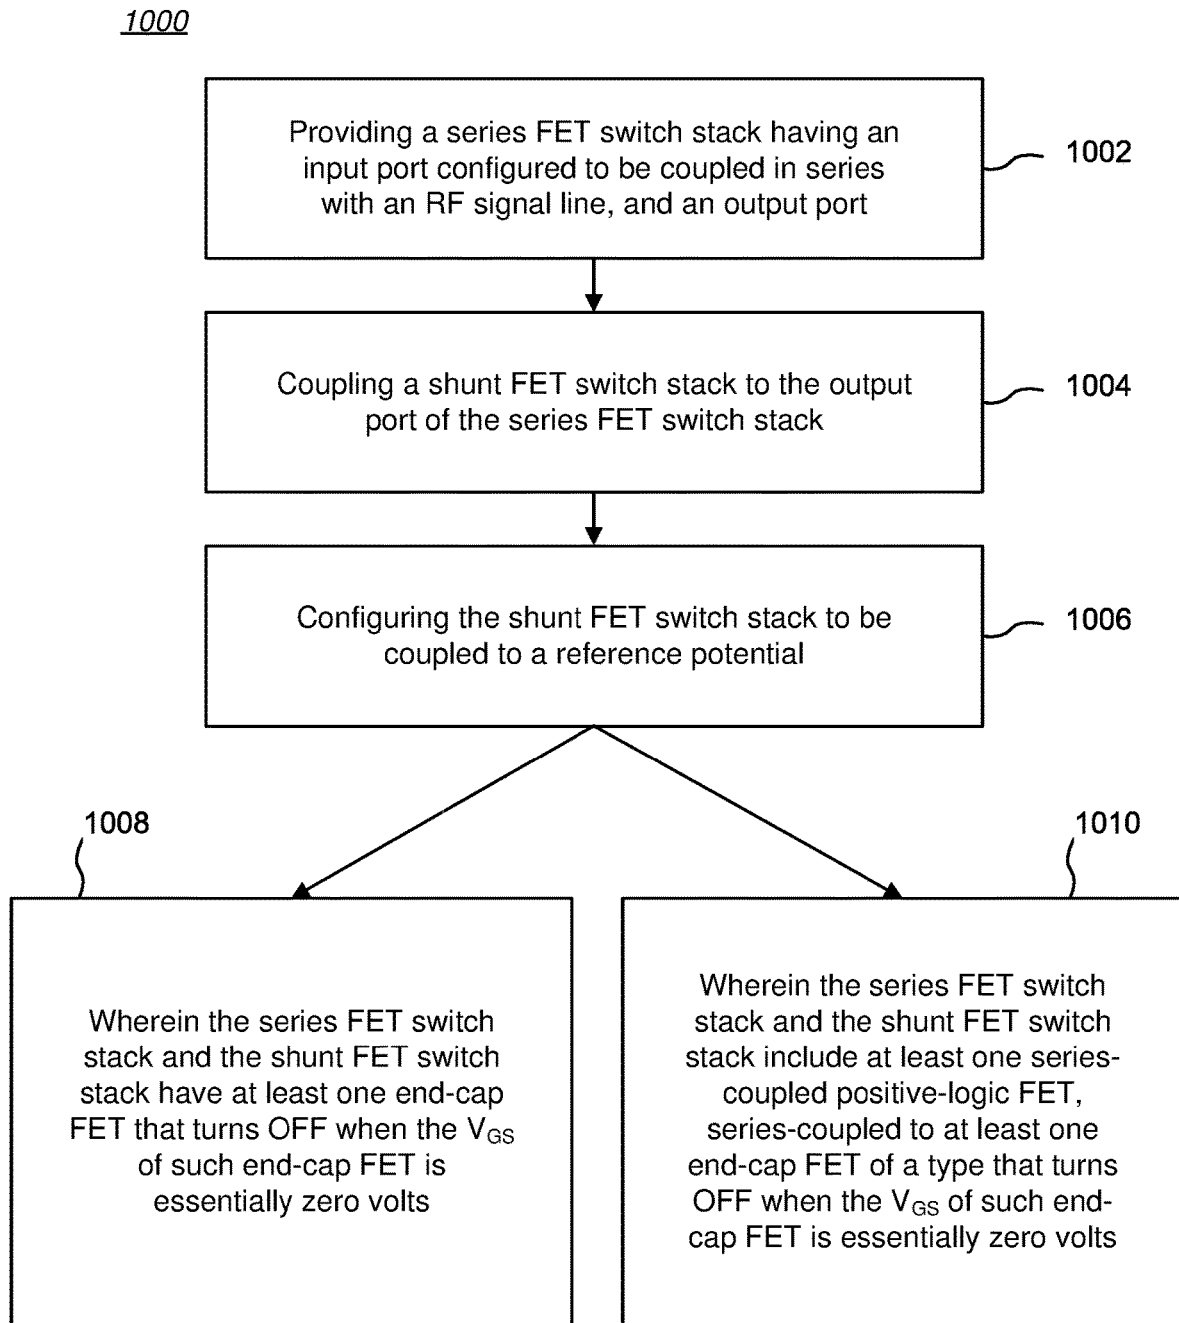 1000
Providing a series FET switch stack having an
input port configured to be coupled in series
with an RF signal line, and an output port
1002
Coupling a shunt FET switch stack to the output
port of the series FET switch stack
1004
Configuring the shunt FET switch stack to be
coupled to a reference potential
1006
1008
Wherein the series FET switch
stack and the shunt FET switch
stack have at least one end-cap
FET that turns OFF when the VGS
of such end-cap FET is
essentially zero volts
1010
Wherein the series FET switch
stack and the shunt FET switch
stack include at least one series-
coupled positive-logic FET,
series-coupled to at least one
end-cap FET of a type that turns
OFF when the VGS of such end-
cap FET is essentially zero volts